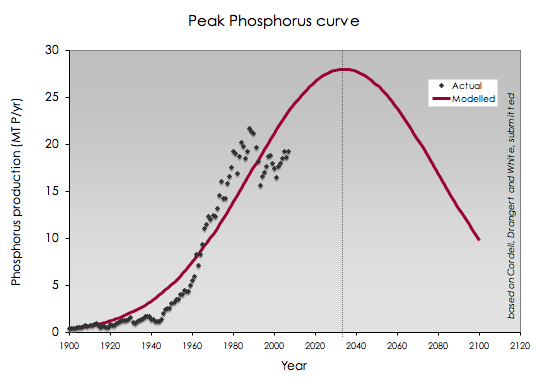 Peak Phosphorus curve
30
25
20
15
10
5
0
Phosphorus production (MT P/yr)
Actual
Modelled
based on Cordell, Drangert and White, submitted
1900 1920 1940 1960 1980 2000 2020 2040 2060 2080 2100 2120
Year